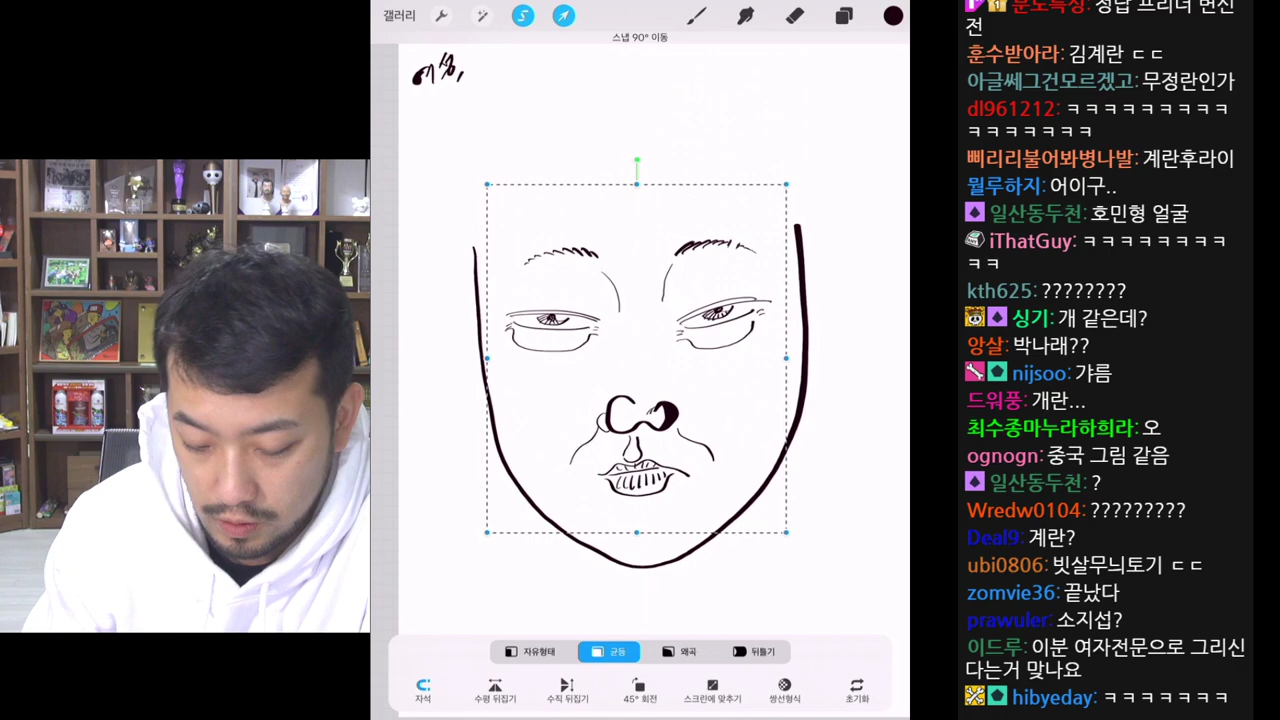 갤러리
스냅 90° 이동
분노특징: 정답 프리더 변신
전
훈수받아라: 김계란 ㄷㄷ
아글쎄그건모르겠고: 무정란인가
dl961212: ㅋㅋㅋㅋㅋㅋㅋㅋㅋ
ㅋㅋㅋㅋㅋㅋㅋ
삐리리불어봐병나발: 계란후라이
뭘루하지: 어이구..
일산동두천: 호민형 얼굴
iThatGuy: ㅋㅋㅋㅋㅋㅋㅋㅋ
ㅋㅋ
kth625: ????????
싱기: 개 같은데?
앙살: 박나래??
nijsoo: 갸름
드워풍: 개란...
최수종마누라하희라: 오
ognogn: 중국 그림 같음
일산동두천: ?
Wredw0104: ?????????
Deal9: 계란?
ubi0806: 빗살무늬토기 ㄷㄷ
zomvie36: 끝났다
prawuler: 소지섭?
이드루: 이분 여자전문으로 그리신
다는거 맞나요
hibyeday: ㅋㅋㅋㅋㅋㅋㅋ
자유형태 균등 왜곡 뒤틀기
자석 수평 뒤집기 수직 뒤집기 45° 회전 스크린에 맞추기 쌍선형식 초기화